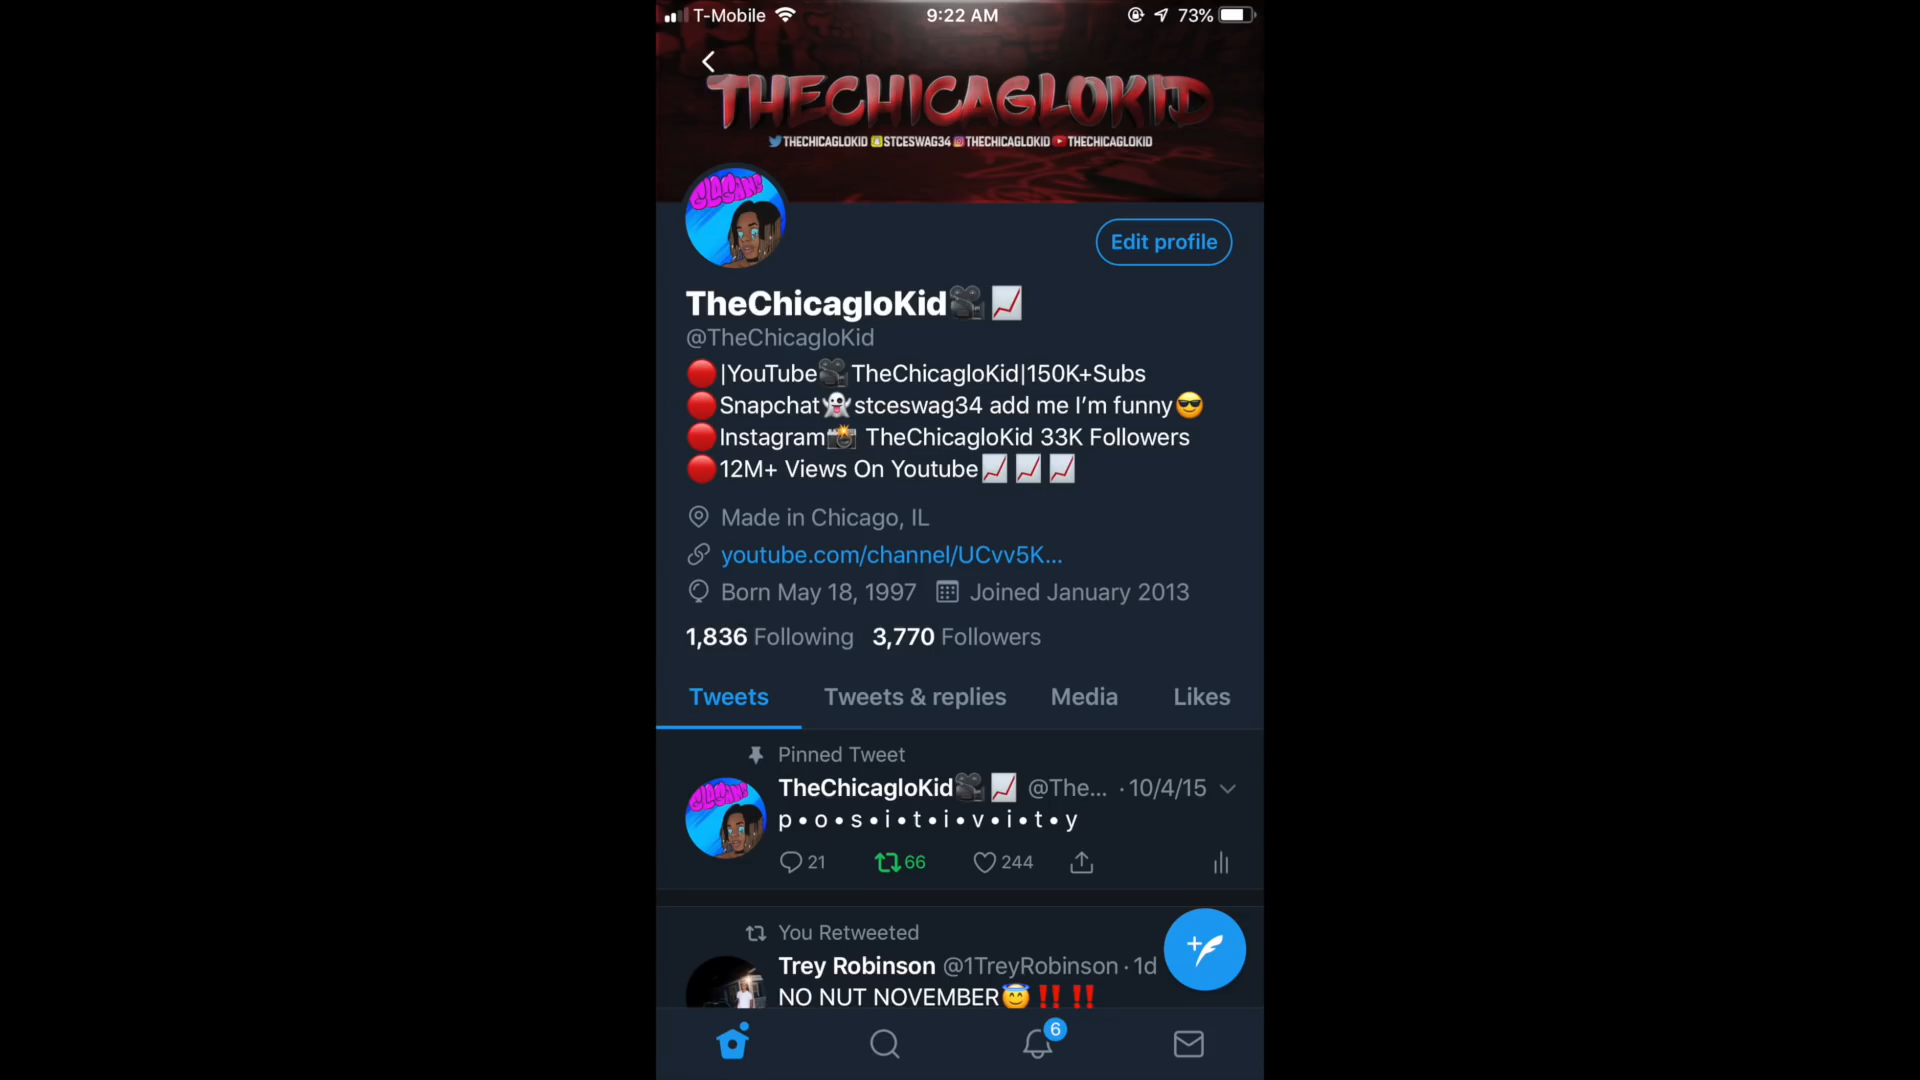 T-Mobile 9:22 AM 73%
THECHICAGLOKID
THECHICAGLOKID STCESWAG34 THECHICAGLOKID THECHICAGLOKID
GLOGANG
Edit profile
TheChicagloKid🎥📈
@TheChicagloKid
🔴|YouTube🎥TheChicagloKid|150K+Subs
🔴Snapchat👻stceswag34 add me I’m funny😎
🔴Instagram📸 TheChicagloKid 33K Followers
🔴12M+ Views On Youtube📈📈📈
Made in Chicago, IL
youtube.com/channel/UCvv5K...
Born May 18, 1997 Joined January 2013
1,836 Following 3,770 Followers
Tweets Tweets & replies Media Likes
Pinned Tweet
TheChicagloKid🎥📈 @The... · 10/4/15
GLOGANG
p • o • s • i • t • i • v • i • t • y
21 66 244
You Retweeted
Trey Robinson @1TreyRobinson · 1d
NO NUT NOVEMBER😇‼️‼️
6